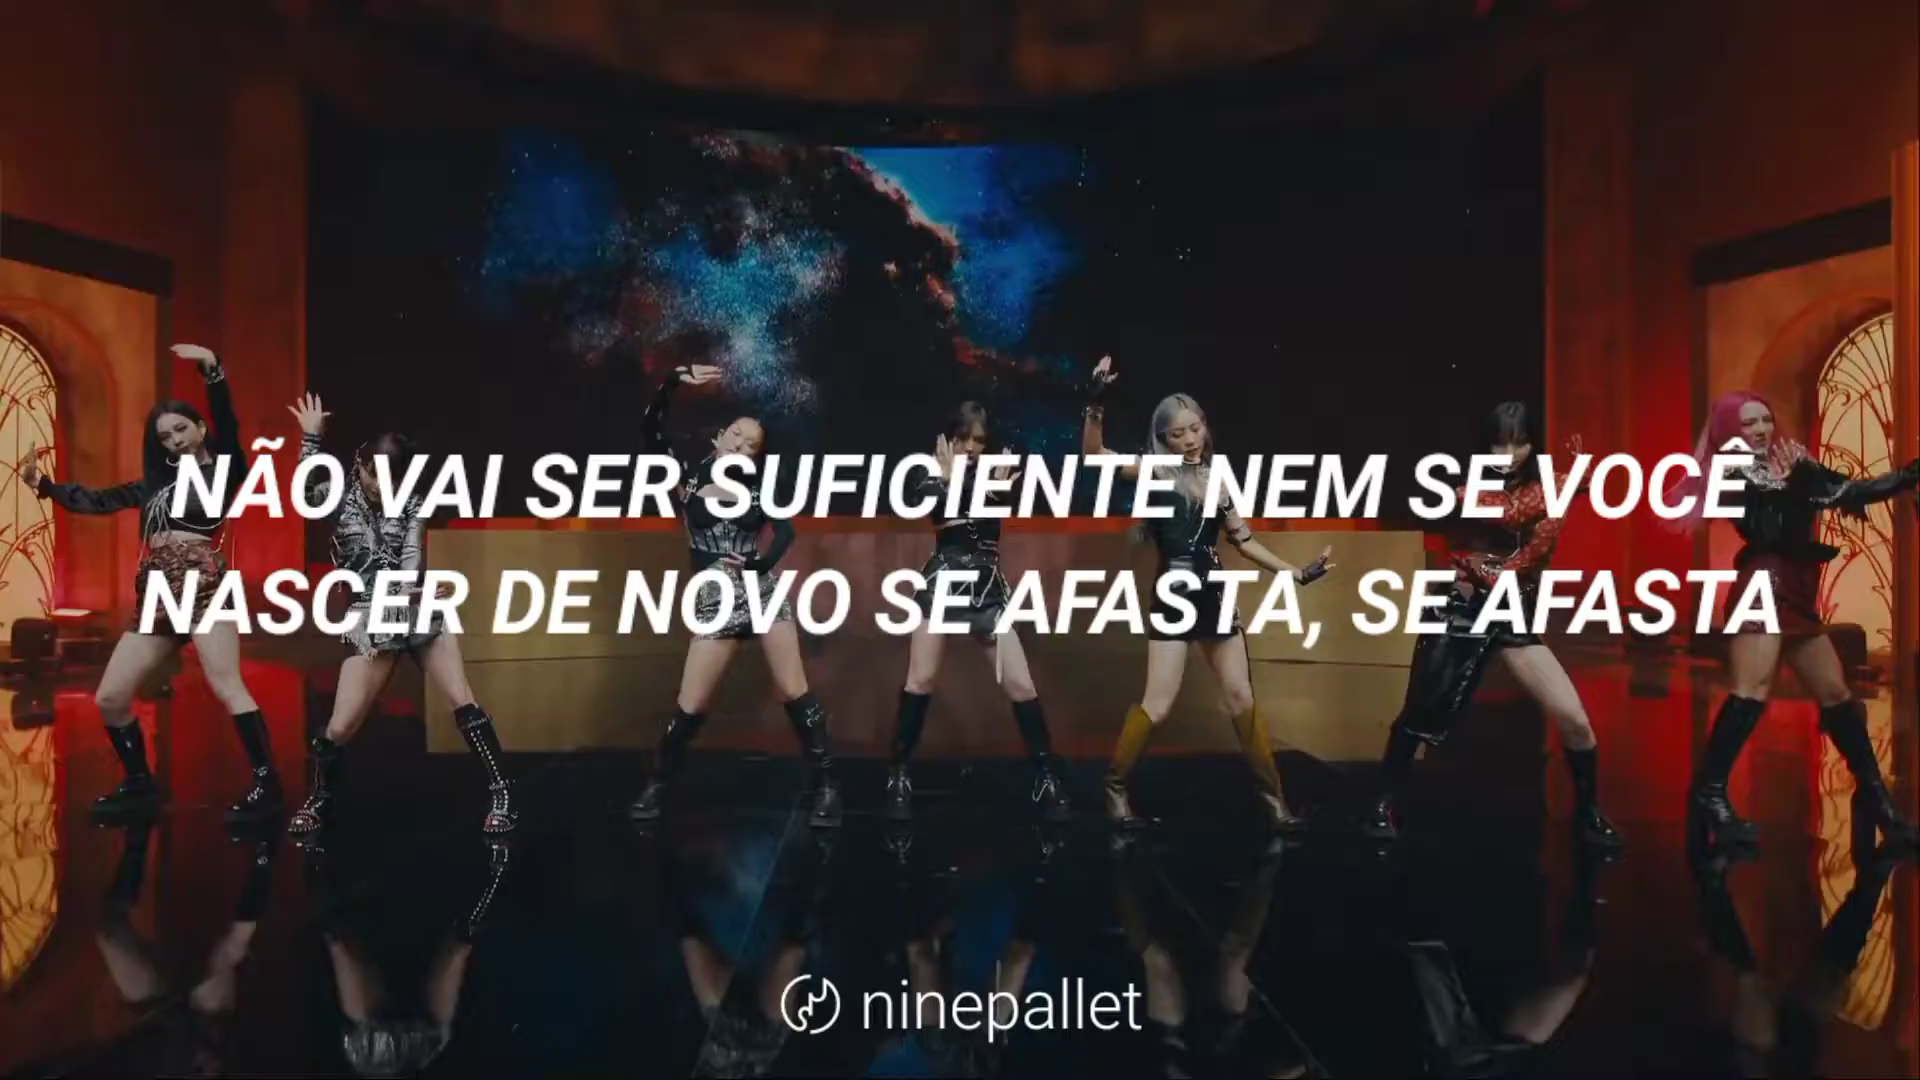 NÃO VAI SER SUFICIENTE NEM SE VOCÊ
NASCER DE NOVO SE AFASTA, SE AFASTA
ninepallet